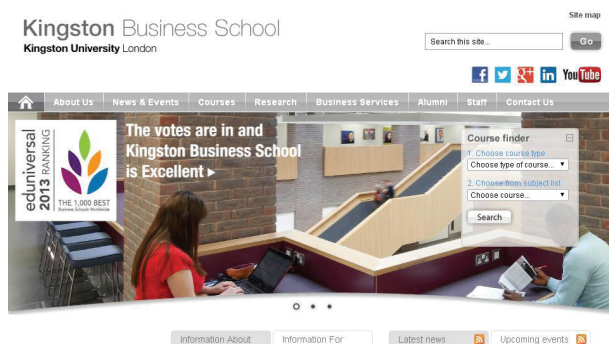 Site map
Kingston Business School
Kingston University London
Search this site...
Go
f
g+
in
You Tube
About Us
News & Events
Courses
Research
Business Services
Alumni
Staff
Contact Us
eduniversal
2013 RANKING
THE 1,000 BEST
Business Schools Worldwide
The votes are in and
Kingston Business School
is Excellent
Course finder
1. Choose course type
Choose type of course...
2. Choose from subject list
Choose course...
Search
Information About
Information For
Latest news
Upcoming events